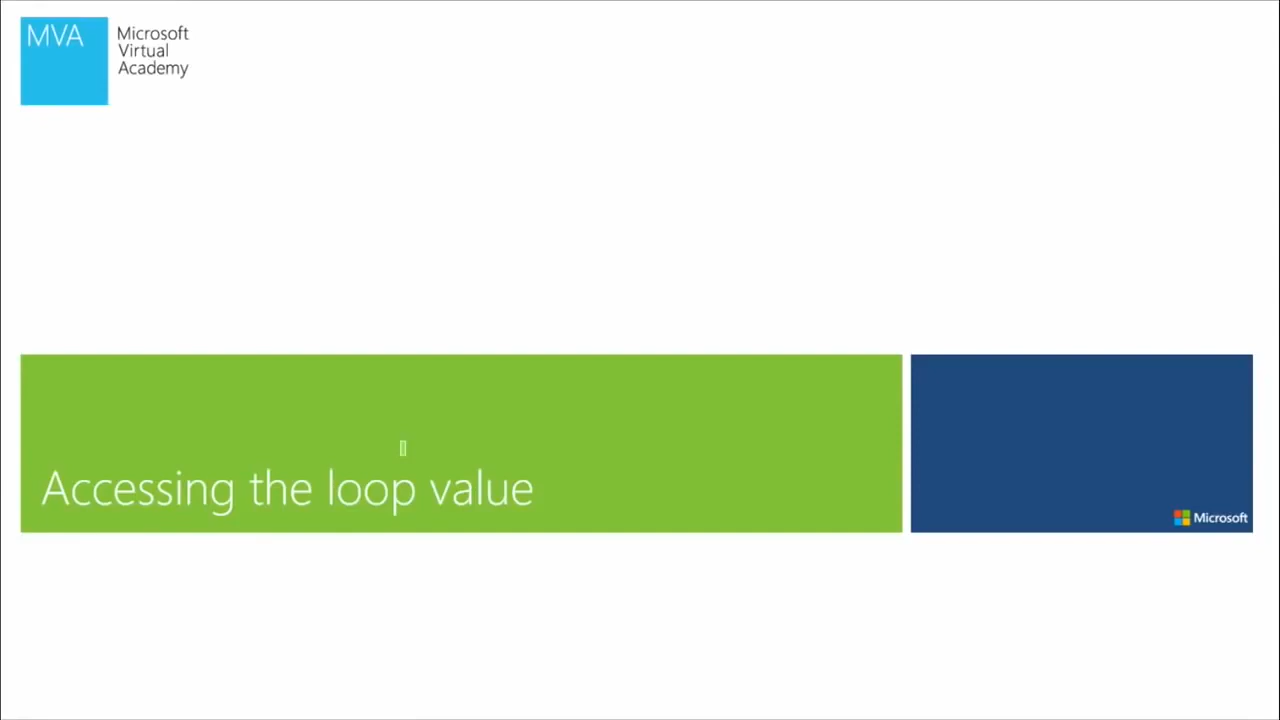 MVA
Microsoft
Virtual
Academy
Accessing the loop value
Microsoft